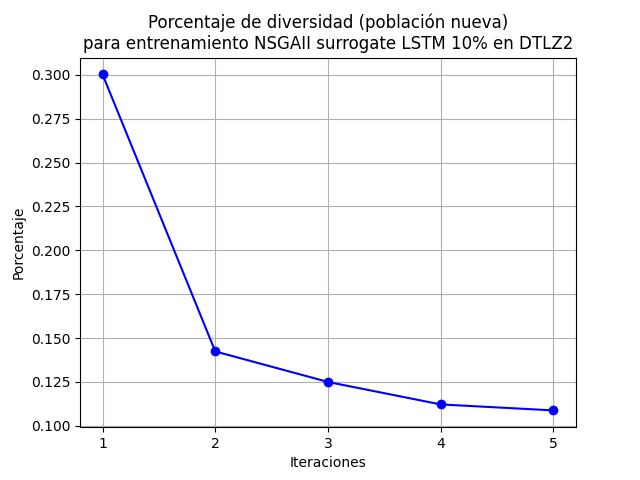 Porcentaje de diversidad (población nueva)
para entrenamiento NSGAII surrogate LSTM 10% en DTLZ2
0.300
0.275
0.250
0.225
0.200
0.175
0.150
0.125
0.100
Porcentaje
1 2 3 4 5
Iteraciones